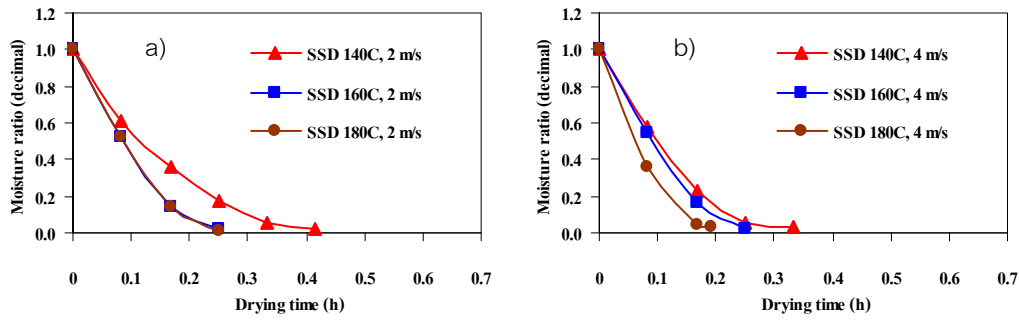 a)
Moisture ratio (decimal)
1.2
1.0
0.8
0.6
0.4
0.2
0.0
SSD 140C, 2 m/s
SSD 160C, 2 m/s
SSD 180C, 2 m/s
0 0.1 0.2 0.3 0.4 0.5 0.6 0.7
Drying time (h)
b)
Moisture ratio (decimal)
1.2
1.0
0.8
0.6
0.4
0.2
0.0
SSD 140C, 4 m/s
SSD 160C, 4 m/s
SSD 180C, 4 m/s
0 0.1 0.2 0.3 0.4 0.5 0.6 0.7
Drying time (h)